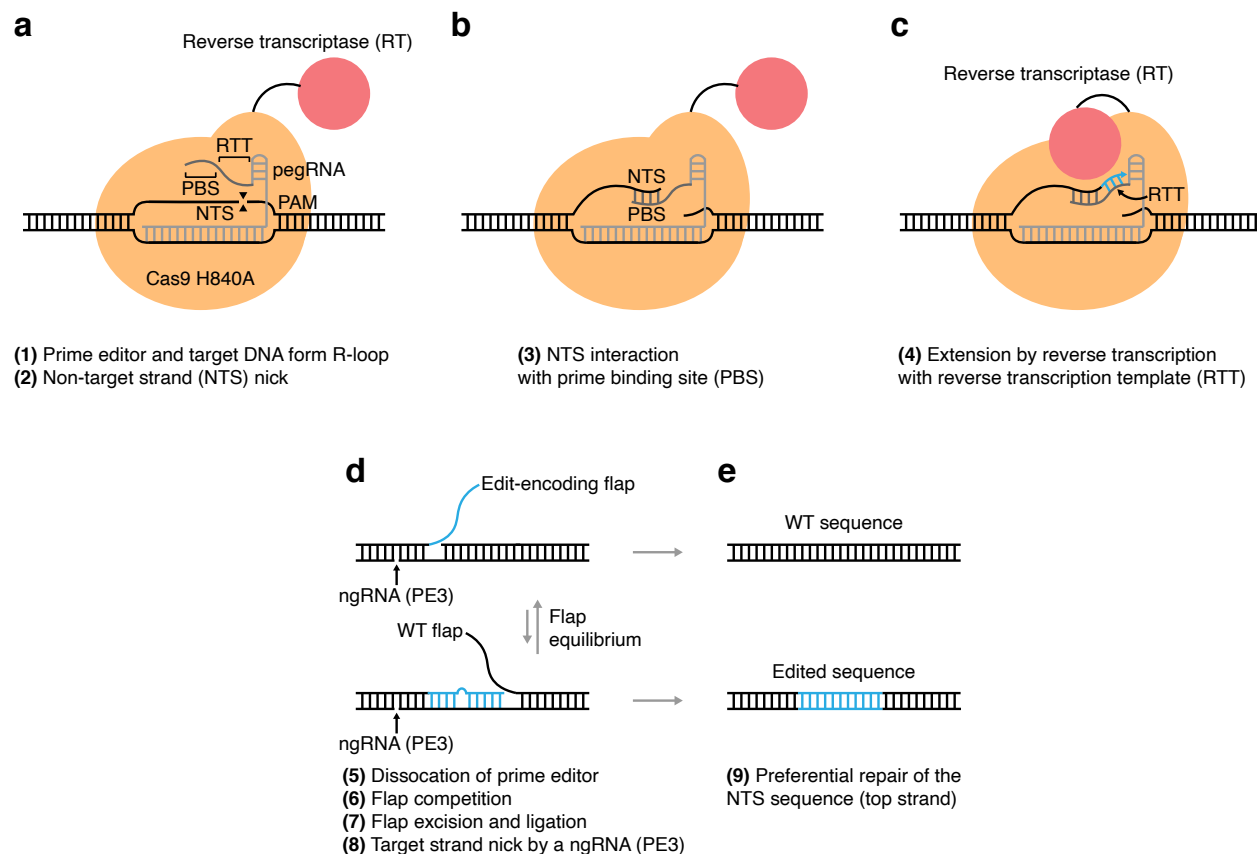 a
Reverse transcriptase (RT)
RTT
pegRNA
PBS
PAM
NTS
Cas9 H840A
(1) Prime editor and target DNA form R-loop
(2) Non-target strand (NTS) nick
b
NTS
PBS
(3) NTS interaction
with prime binding site (PBS)
c
Reverse transcriptase (RT)
RTT
(4) Extension by reverse transcription
with reverse transcription template (RTT)
d
Edit-encoding flap
ngRNA (PE3)
Flap
equilibrium
WT flap
ngRNA (PE3)
(5) Dissocation of prime editor
(6) Flap competition
(7) Flap excision and ligation
(8) Target strand nick by a ngRNA (PE3)
e
WT sequence
Edited sequence
(9) Preferential repair of the
NTS sequence (top strand)